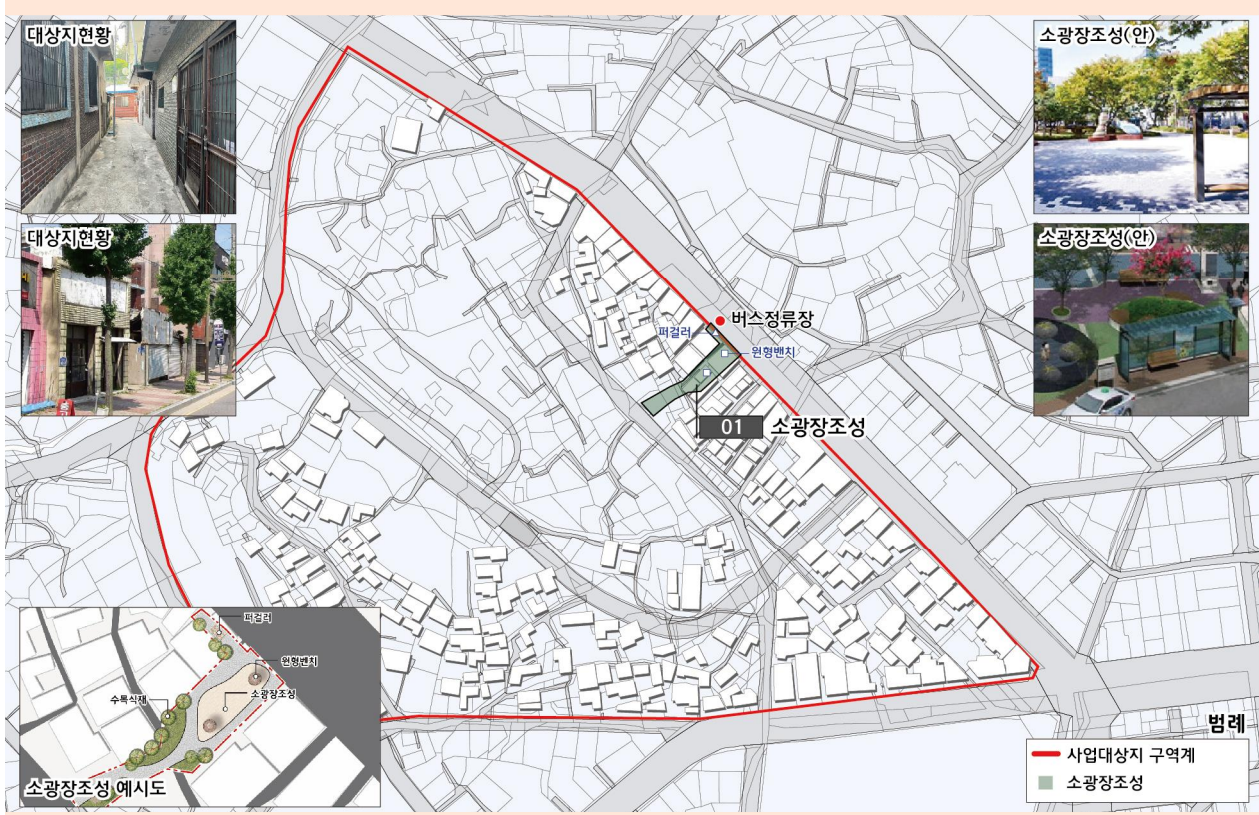 대상지현황
소광장조성(안)
대상지현황
소광장조성(안)
버스정류장
퍼걸러
원형벤치
01 소광장조성
퍼걸러
원형벤치
수목식재
소광장조성
소광장조성 예시도
범례
사업대상지 구역계
소광장조성